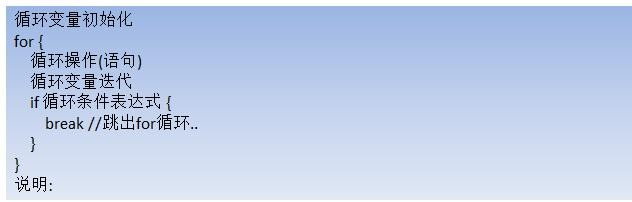 循环变量初始化
for {
循环操作(语句)
循环变量迭代
if 循环条件表达式 {
break //跳出for循环..
}
}
说明: